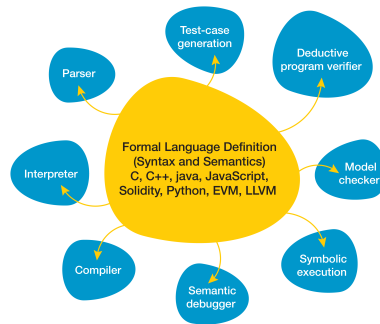 Test-case
generation
Deductive
program verifier
Parser
Formal Language Definition
(Syntax and Semantics)
C, C++, java, JavaScript,
Solidity, Python, EVM, LLVM
Interpreter
Model
checker
Compiler
Symbolic
execution
Semantic
debugger